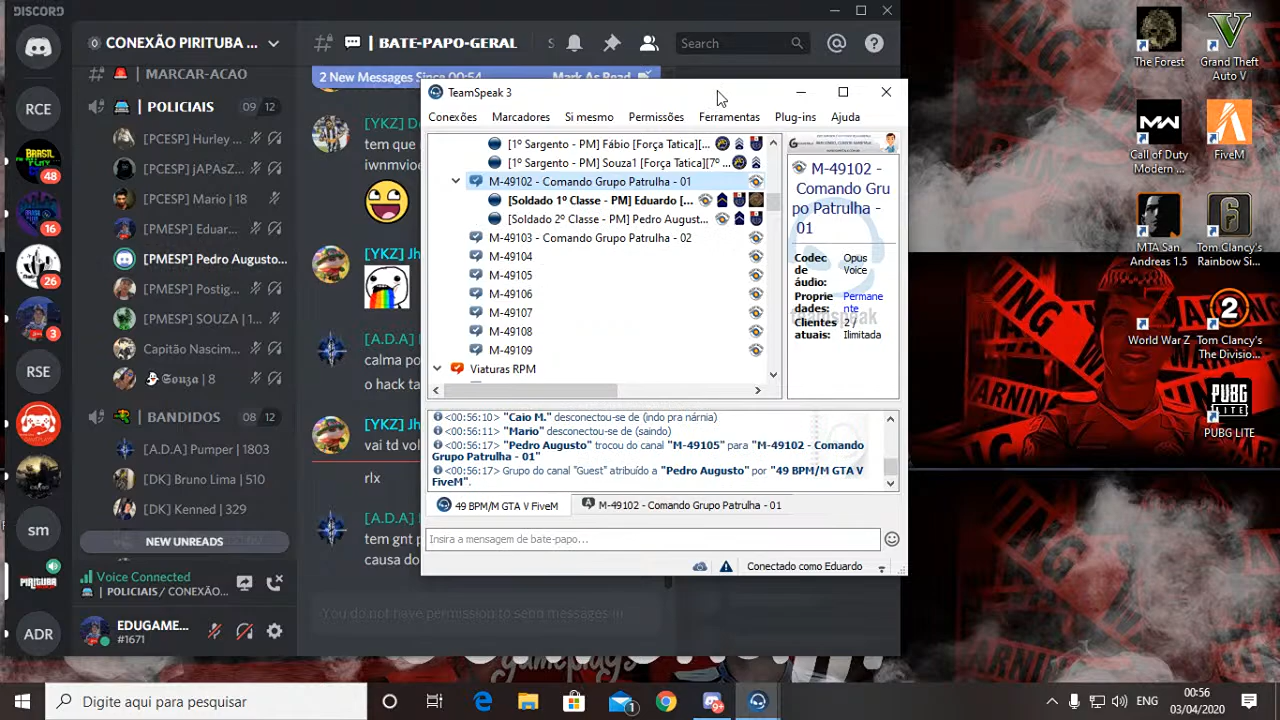 DISCORD
CONEXÃO PIRITUBA ...
MARCAR-ACAO
POLICIAIS 09 12
[PCESP] Hurley ...
[PCESP] jAPAsZ...
[PCESP] Mario | 18
[PMESP] Eduar...
[PMESP] Pedro Augusto...
[PMESP] Postig...
[PMESP] SOUZA | 1...
Capitão Nascim...
Souza | 8
BANDIDOS 08 12
[A.D.A] Pumper | 1803
[DK] Bruno Lima | 510
[DK] Kenned | 329
NEW UNREADS
Voice Connected
POLICIAIS / CONEXÃO...
EDUGAME...
#1671
RCE
48
16
26
3
RSE
sm
ADR
# | BATE-PAPO-GERAL
Search
2 New Messages Since 00:54
Mark As Read
[YKZ] D
tem que
iwnmvioe
[YKZ] Jh
[A.D.A]
calma po
o hack ta
[YKZ] Jh
vai td vol
rlx
[A.D.A]
tem gnt p
causa do
You do not have permission to send messages in
TeamSpeak 3
Conexões Marcadores Si mesmo Permissões Ferramentas Plug-ins Ajuda
[1º Sargento - PM] Fábio [Força Tatica][...
[1º Sargento - PM] Souza1 [Força Tatica][7º ...
M-49102 - Comando Grupo Patrulha - 01
[Soldado 1º Classe - PM] Eduardo [...
[Soldado 2º Classe - PM] Pedro August...
M-49103 - Comando Grupo Patrulha - 02
M-49104
M-49105
M-49106
M-49107
M-49108
M-49109
Viaturas RPM
M-49102 -
Comando Gru
po Patrulha -
01
Codec de áudio: Opus Voice
Proprie dades: Permane nte
Clientes atuais: 2 / Ilimitada
teamspeak
<00:56:10> "Caio M." desconectou-se de (indo pra nárnia)
<00:56:11> "Mario" desconectou-se de (saindo)
<00:56:17> "Pedro Augusto" trocou do canal "M-49105" para "M-49102 - Comando
Grupo Patrulha - 01"
<00:56:17> Grupo do canal "Guest" atribuído a "Pedro Augusto" por "49 BPM/M GTA V
FiveM".
49 BPM/M GTA V FiveM
M-49102 - Comando Grupo Patrulha - 01
Insira a mensagem de bate-papo...
Conectado como Eduardo
The Forest
Grand Theft
Auto V
Call of Duty
Modern ...
FiveM
MTA San
Andreas 1.5
Tom Clancy's
Rainbow Si...
World War Z
Tom Clancy's
The Divisio...
PUBG LITE
WARNING
gameplays
Digite aqui para pesquisar
1
9+
ENG
00:56
03/04/2020